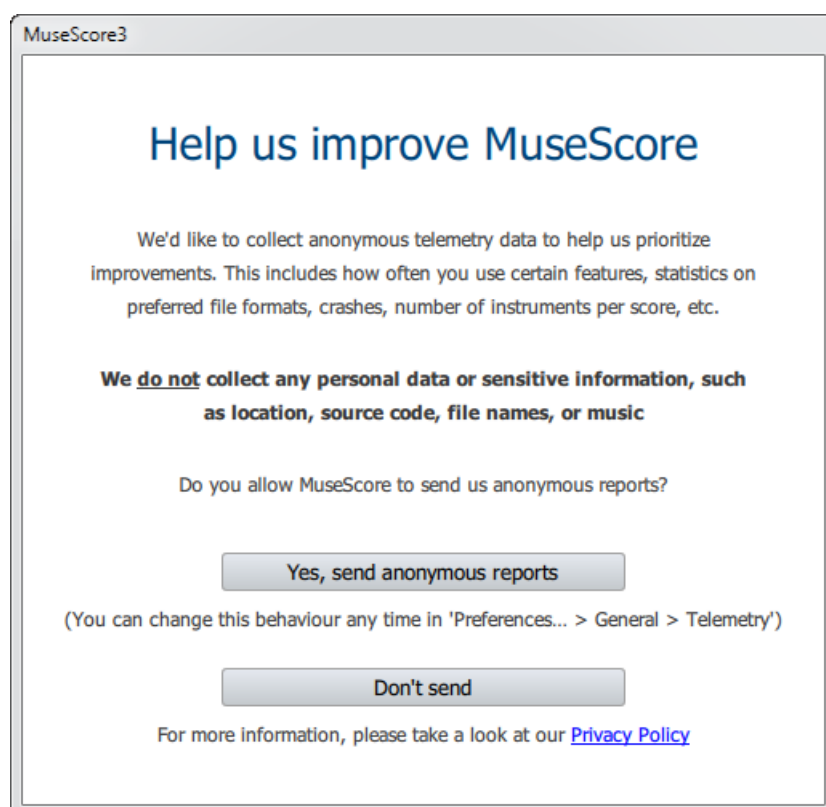 MuseScore3
Help us improve MuseScore
We'd like to collect anonymous telemetry data to help us prioritize
improvements. This includes how often you use certain features, statistics on
preferred file formats, crashes, number of instruments per score, etc.
We do not collect any personal data or sensitive information, such
as location, source code, file names, or music
Do you allow MuseScore to send us anonymous reports?
Yes, send anonymous reports
(You can change this behaviour any time in 'Preferences... > General > Telemetry')
Don't send
For more information, please take a look at our Privacy Policy